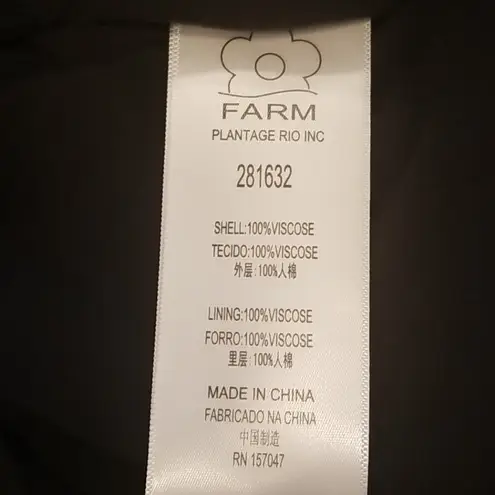 FARM
PLANTAGE RIO INC
281632
SHELL:100%VISCOSE
TECIDO:100%VISCOSE
外层:100%人棉
LINING:100%VISCOSE
FORRO:100%VISCOSE
里层:100%人棉
MADE IN CHINA
FABRICADO NA CHINA
中国制造
RN 157047